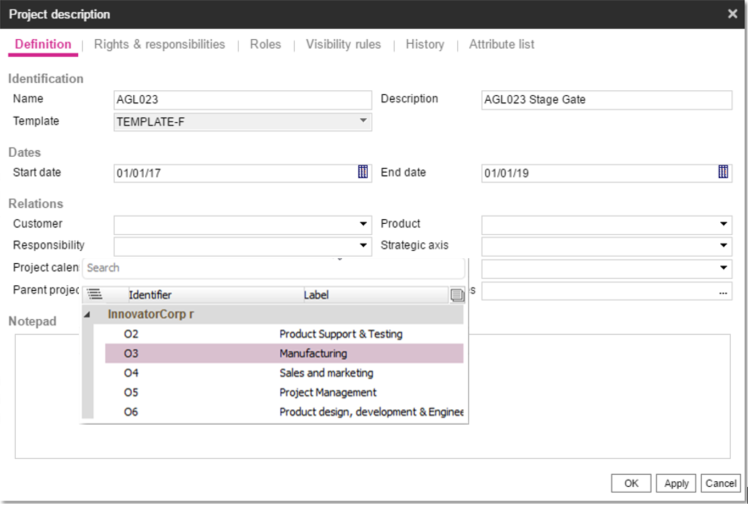 Project description
Definition | Rights & responsibilities | Roles | Visibility rules | History | Attribute list
Identification
Name AGL023 Description AGL023 Stage Gate
Template TEMPLATE-F
Dates
Start date 01/01/17 End date 01/01/19
Relations
Customer Product
Responsibility Strategic axis
Project calen Search
Parent projec s ...
Identifier Label
InnovatorCorp r
Notepad
O2 Product Support & Testing
O3 Manufacturing
O4 Sales and marketing
O5 Project Management
O6 Product design, development & Enginee
OK Apply Cancel